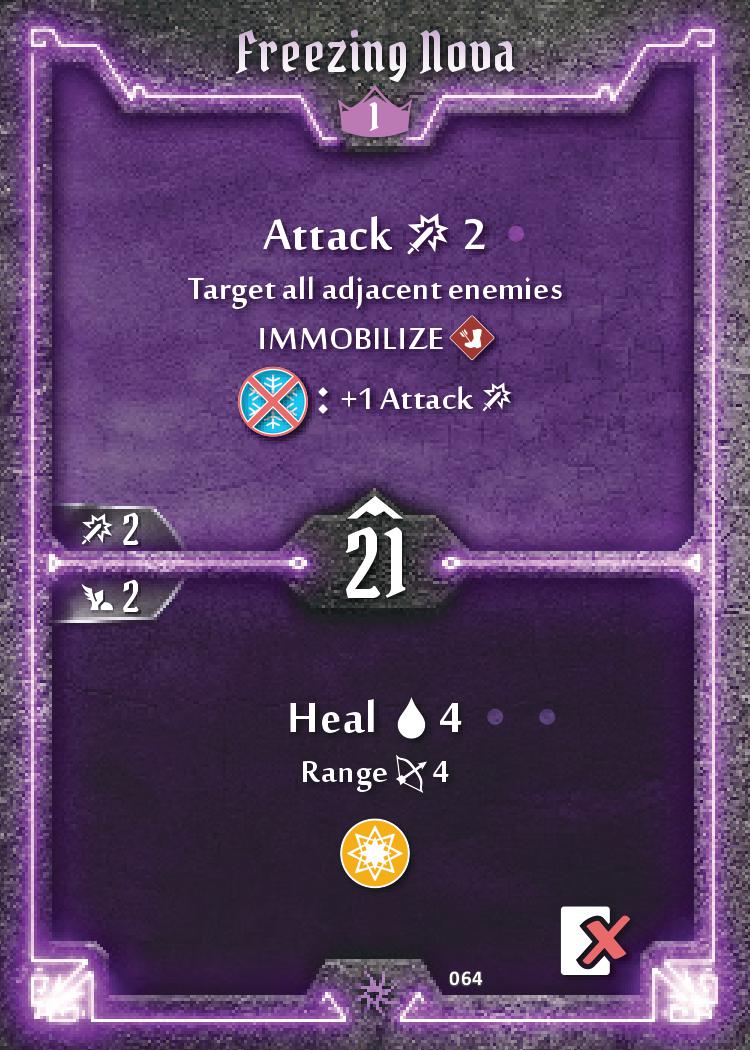 Freezing Nova
1
Attack 2
Target all adjacent enemies
IMMOBILIZE
: +1 Attack
2
21
2
Heal 4
Range 4
064